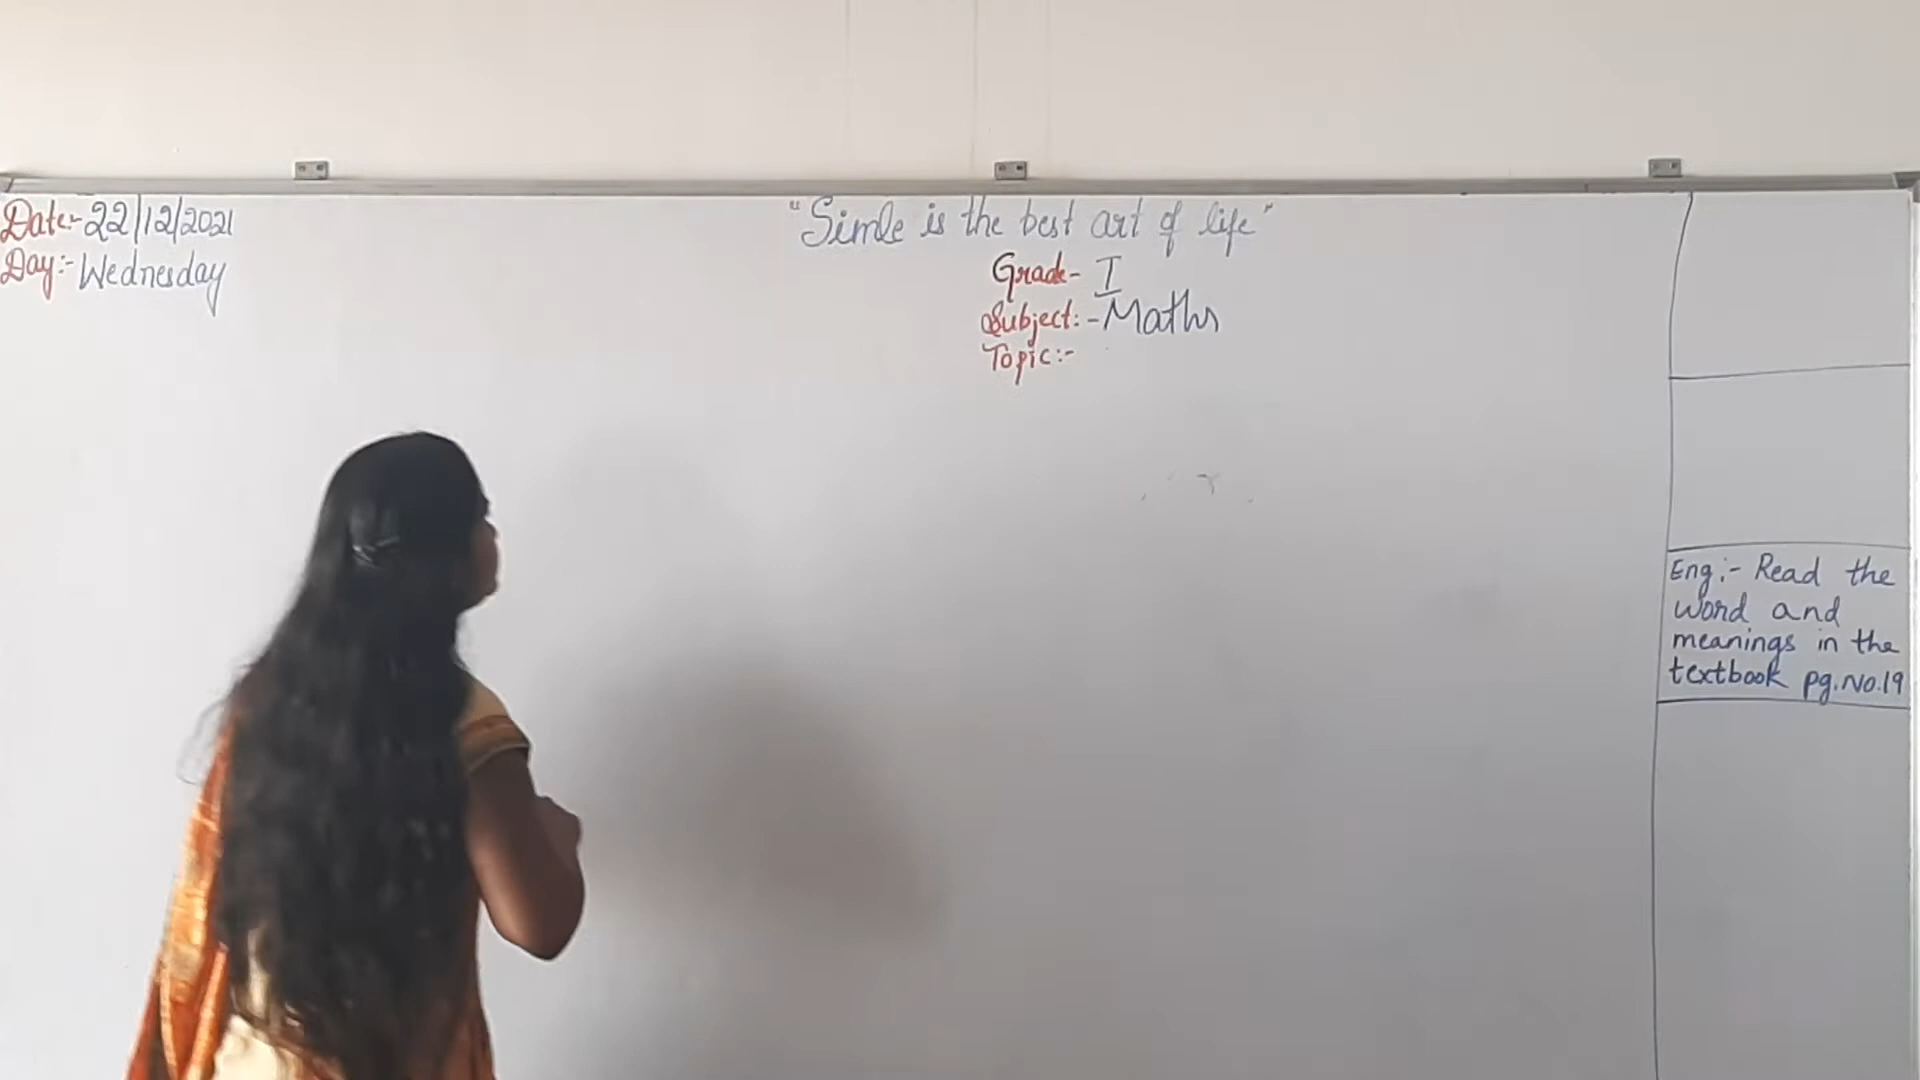 Date:- 22/12/2021
Day:- Wednesday
"Simle is the best art of life"
Grade- I
Subject:- Maths
Topic:-
Eng:- Read the
word and
meanings in the
textbook pg.No.19